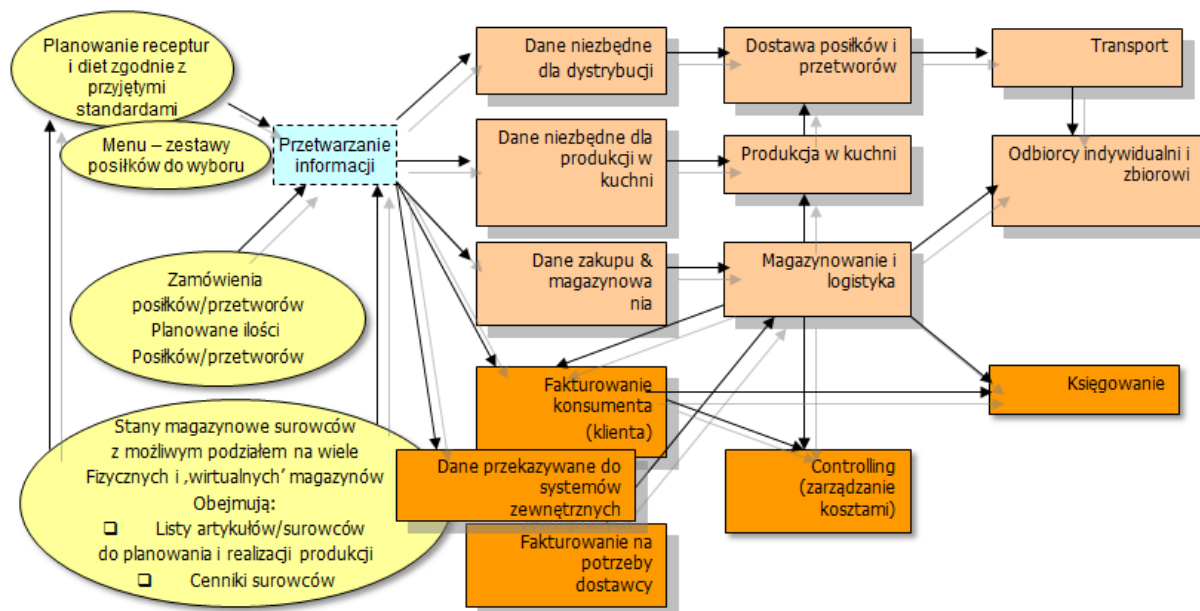 Planowanie receptur
i diet zgodnie z
przyjętymi
standardami
Menu – zestawy
posiłków do wyboru
Przetwarzanie
informacji
Zamówienia
posiłków/przetworów
Planowane ilości
Posiłków/przetworów
Stany magazynowe surowców
z możliwym podziałem na wiele
Fizycznych i ‚wirtualnych’ magazynów
Obejmują:
❑ Listy artykułów/surowców
do planowania i realizacji produkcji
❑ Cenniki surowców
Dane niezbędne
dla dystrybucji
Dane niezbędne dla
produkcji w
kuchni
Dane zakupu &
magazynowa
nia
Fakturowanie
konsumenta
(klienta)
Dane przekazywane do
systemów
zewnętrznych
Fakturowanie na
potrzeby
dostawcy
Dostawa posiłków i
przetworów
Produkcja w kuchni
Magazynowanie i
logistyka
Controlling
(zarządzanie
kosztami)
Transport
Odbiorcy indywidualni i
zbiorowi
Księgowanie